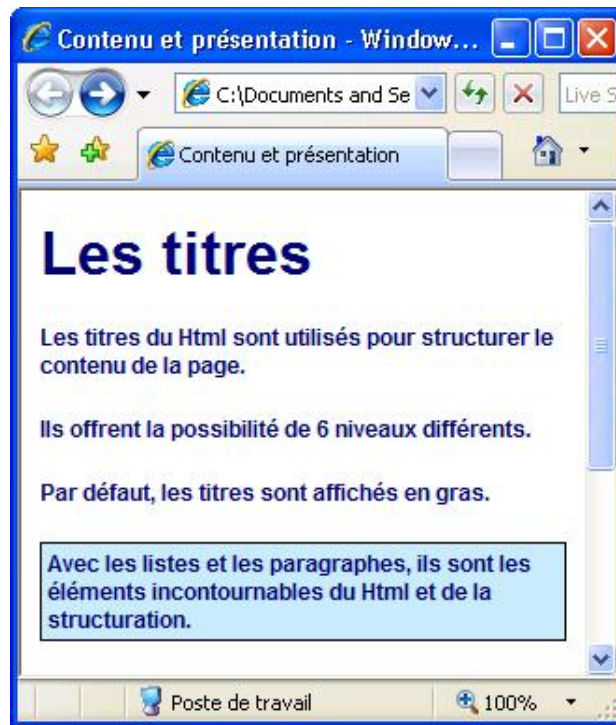 Contenu et présentation - Window...
C:\Documents and Se
Live S
Contenu et présentation
Les titres
Les titres du Html sont utilisés pour structurer le
contenu de la page.
Ils offrent la possibilité de 6 niveaux différents.
Par défaut, les titres sont affichés en gras.
Avec les listes et les paragraphes, ils sont les
éléments incontournables du Html et de la
structuration.
Poste de travail
100%